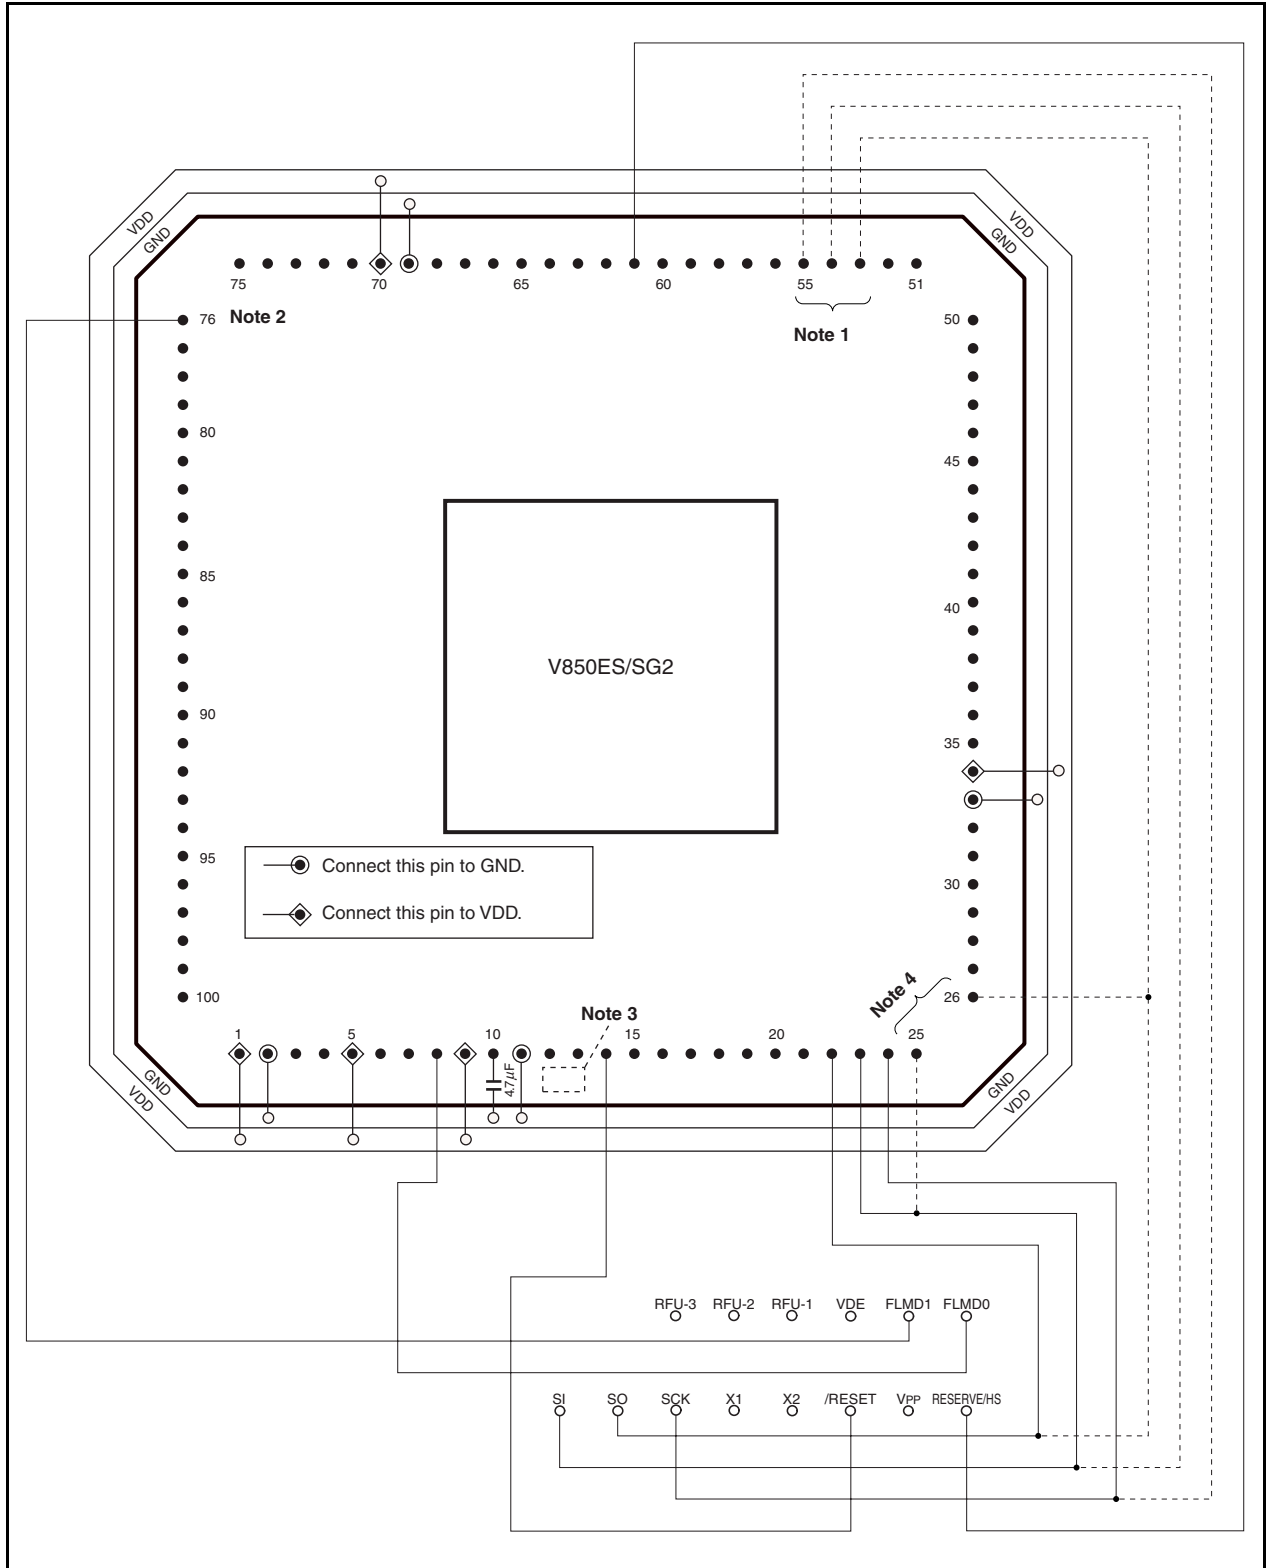 VDD
GND
VDD
GND
75
70
65
60
55
51
Note 2
Note 1
76
50
80
45
85
40
V850ES/SG2
90
35
95
Connect this pin to GND.
30
Connect this pin to VDD.
100
Note 4
26
Note 3
1
5
10
15
20
25
4.7 μF
GND
VDD
GND
VDD
RFU-3 RFU-2 RFU-1 VDE FLMD1 FLMD0
SI SO SCK X1 X2 /RESET VPP RESERVE/HS